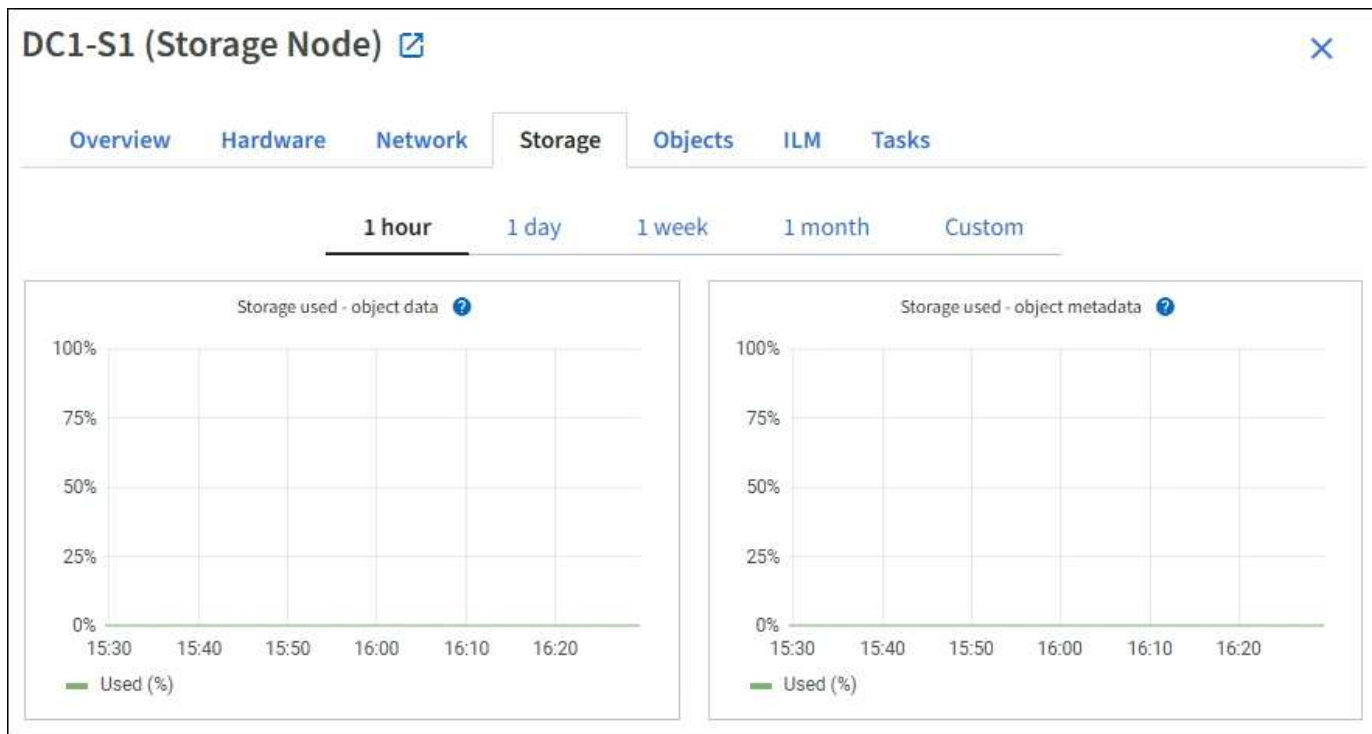 DC1-S1 (Storage Node)
Overview Hardware Network Storage Objects ILM Tasks
1 hour 1 day 1 week 1 month Custom
Storage used - object data ?
100%
75%
50%
25%
0%
15:30 15:40 15:50 16:00 16:10 16:20
Used (%)
Storage used - object metadata ?
100%
75%
50%
25%
0%
15:30 15:40 15:50 16:00 16:10 16:20
Used (%)